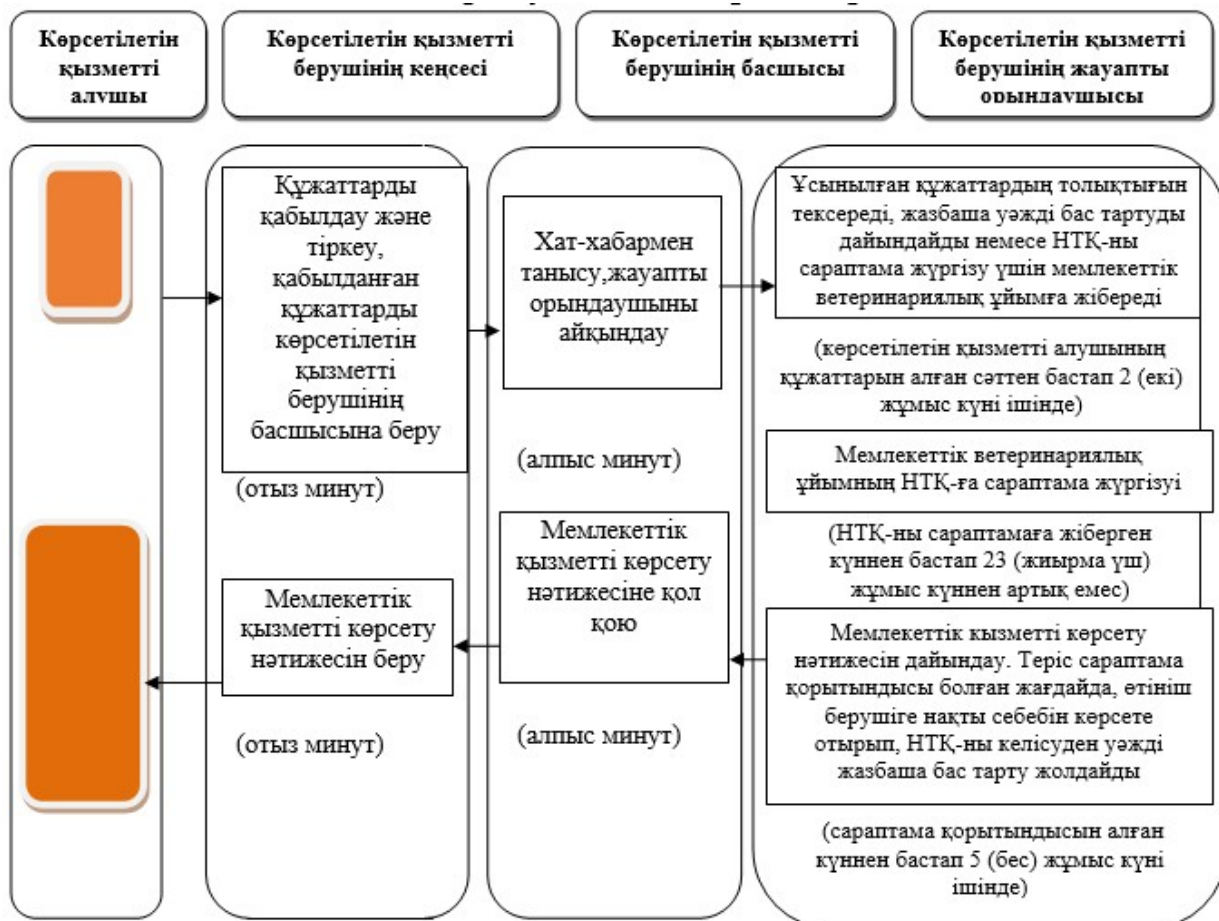 Көрсетілетін
қызметті
алушы
Көрсетілетін қызметті
берушінің кеңсесі
Көрсетілетін қызметті
берушінің басшысы
Көрсетілетін қызметті
берушінің жауапты
орындаушысы
Құжаттарды
қабылдау және
тіркеу,
қабылданған
құжаттарды
көрсетілетін
қызметті
берушінің
басшысына беру
(отыз минут)
Мемлекеттік
қызметті көрсету
нәтижесін беру
(отыз минут)
Хат-хабармен
танысу,жауапты
орындаушыны
айқындау
(алпыс минут)
Мемлекеттік
қызметті көрсету
нәтижесіне қол
қою
(алпыс минут)
Ұсынылған құжаттардың толықтығын
тексереді, жазбаша уәжді бас тартуды
дайындайды немесе НТҚ-ны
сараптама жүргізу үшін мемлекеттік
ветеринариялық ұйымға жібереді
(көрсетілетін қызметті алушының
құжаттарын алған сәттен бастап 2 (екі)
жұмыс күні ішінде)
Мемлекеттік ветеринариялық
ұйымның НТҚ-ға сараптама жүргізуі
(НТҚ-ны сараптамаға жіберген
күннен бастап 23 (жиырма үш)
жұмыс күннен артық емес)
Мемлекеттік кызметті көрсету
нәтижесін дайындау. Теріс сараптама
қорытындысы болған жағдайда, өтініш
берушіге нақты себебін көрсете
отырып, НТҚ-ны келісуден уәжді
жазбаша бас тарту жолдайды
(сараптама қорытындысын алған
күннен бастап 5 (бес) жұмыс күні
ішінде)